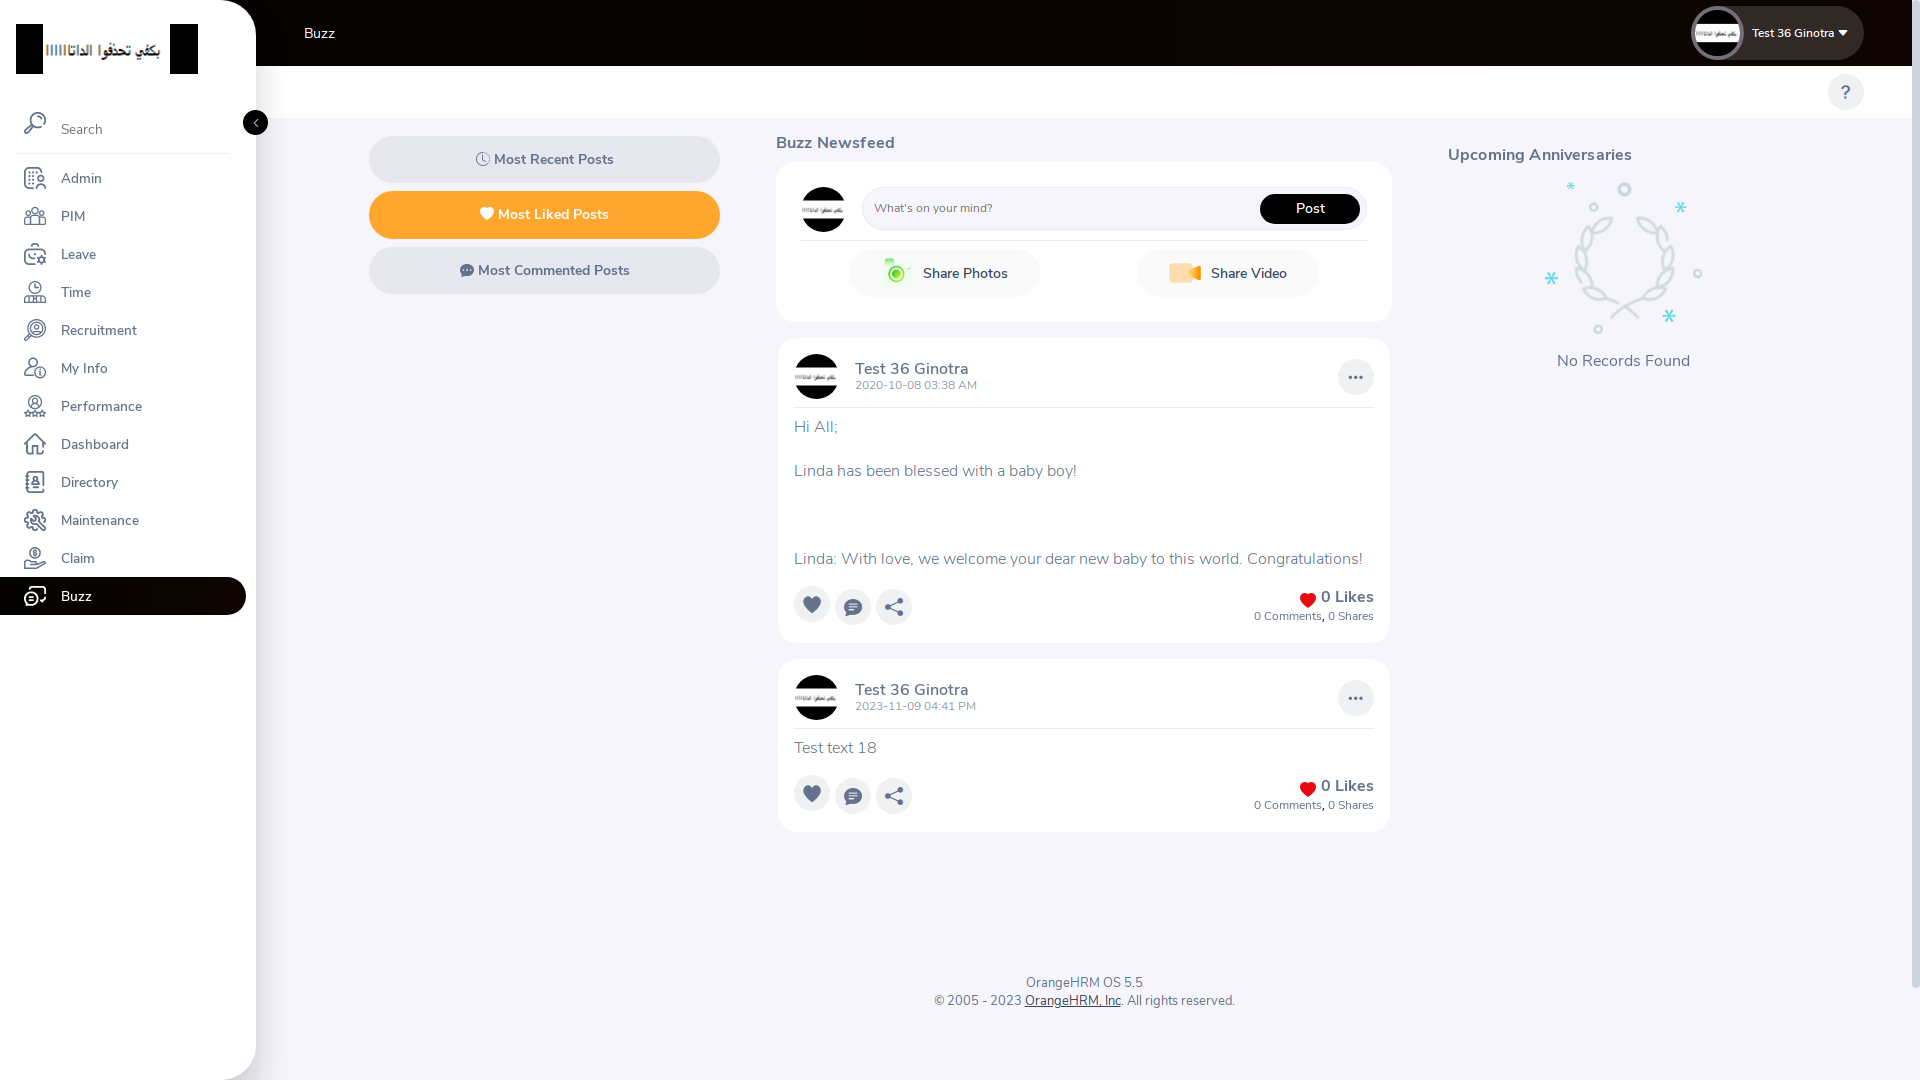 بكفي تحذفوا الداتااااااا
Search
Admin
PIM
Leave
Time
Recruitment
My Info
Performance
Dashboard
Directory
Maintenance
Claim
Buzz
Buzz
Test 36 Ginotra
?
Most Recent Posts
Most Liked Posts
Most Commented Posts
Buzz Newsfeed
What's on your mind?
Post
Share Photos
Share Video
Test 36 Ginotra
2020-10-08 03:38 AM
Hi All;
Linda has been blessed with a baby boy!
Linda: With love, we welcome your dear new baby to this world. Congratulations!
0 Likes
0 Comments, 0 Shares
Test 36 Ginotra
2023-11-09 04:41 PM
Test text 18
0 Likes
0 Comments, 0 Shares
Upcoming Anniversaries
No Records Found
OrangeHRM OS 5.5
© 2005 - 2023 OrangeHRM, Inc. All rights reserved.